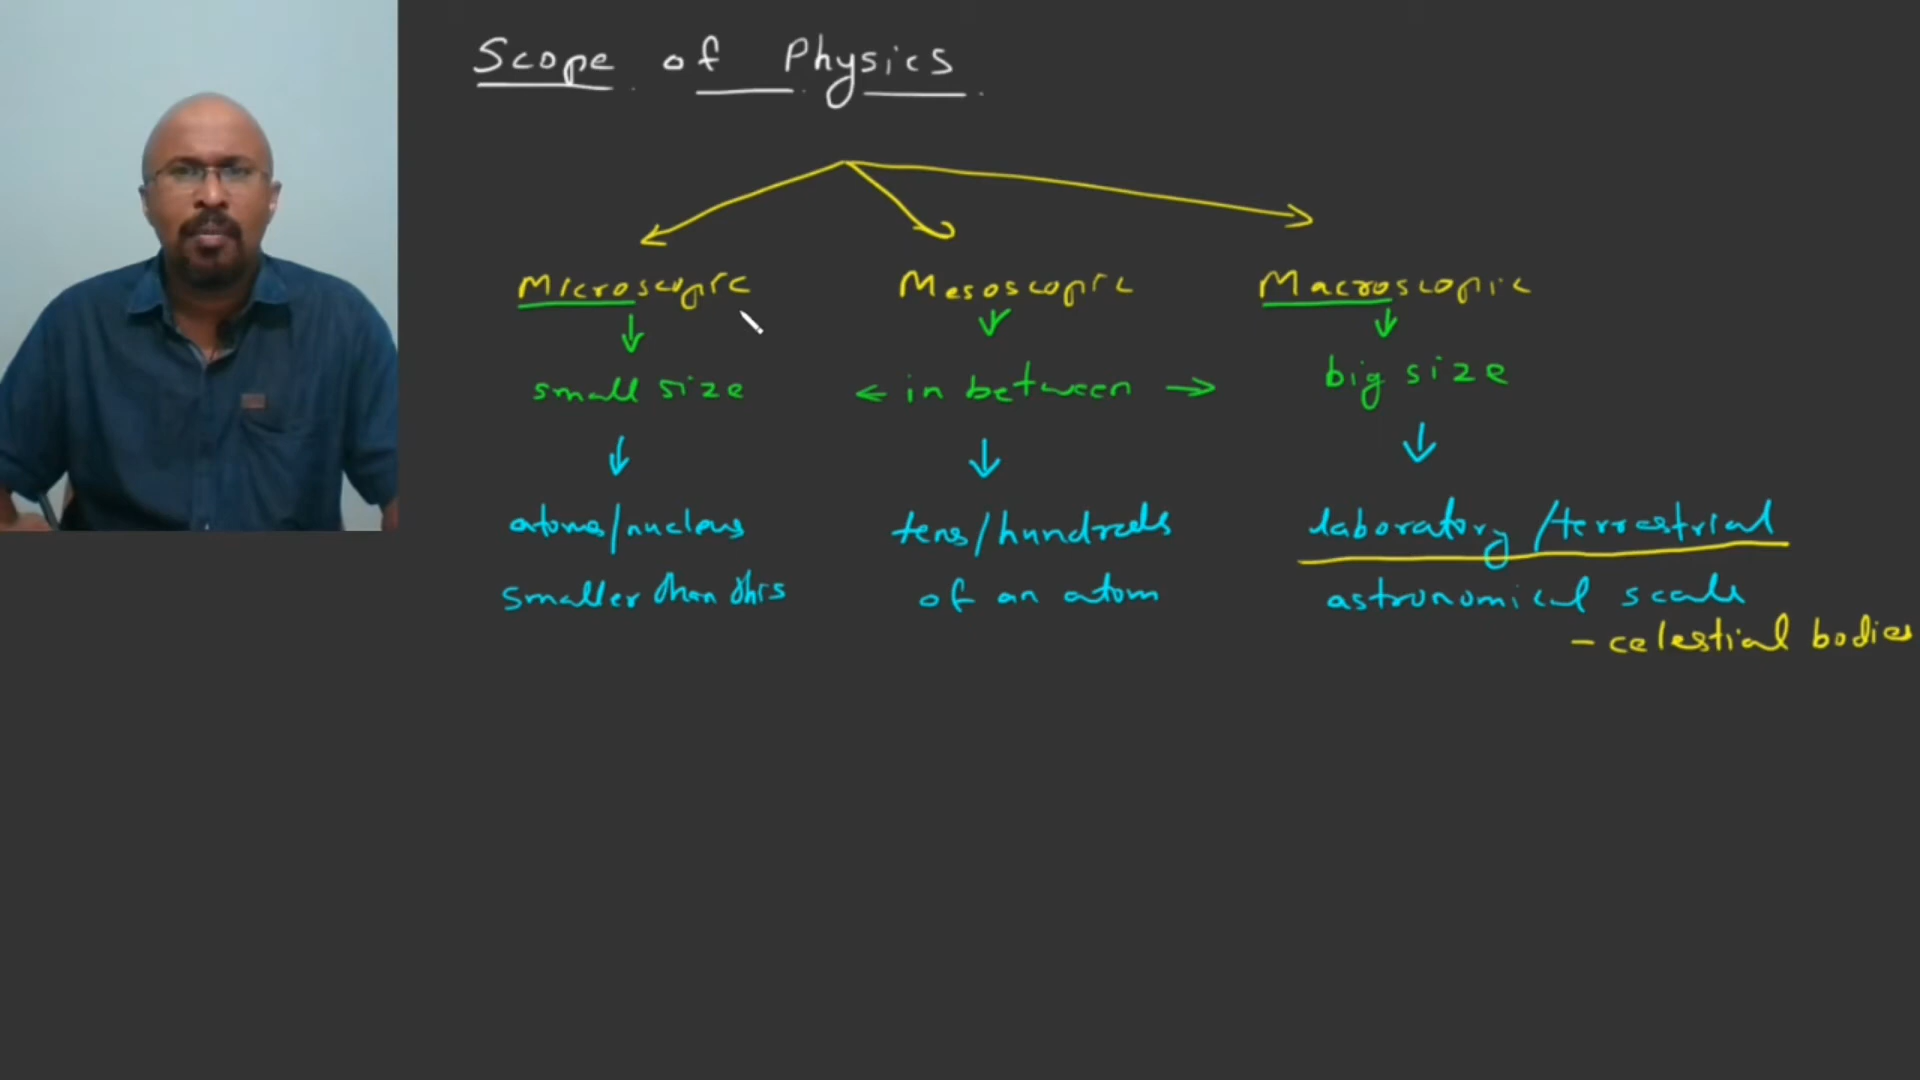 Scope of Physics
Microscopic Mesoscopic Macroscopic
small size ← in between → big size
atoms/nucleus tens/hundreds laboratory/terrestrial
smaller than this of an atom astronomical scale
- celestial bodies